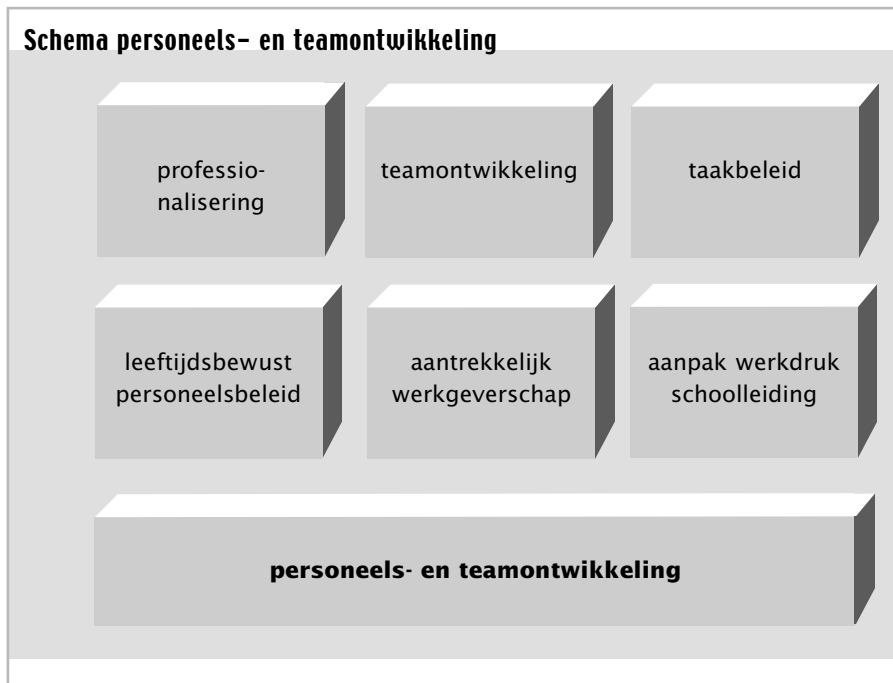 Schema personeels- en teamontwikkeling
professio-
nalisering
teamontwikkeling
taakbeleid
leeftijdsbewust
personeelsbeleid
aantrekkelijk
werkgeverschap
aanpak werkdruk
schoolleiding
personeels- en teamontwikkeling